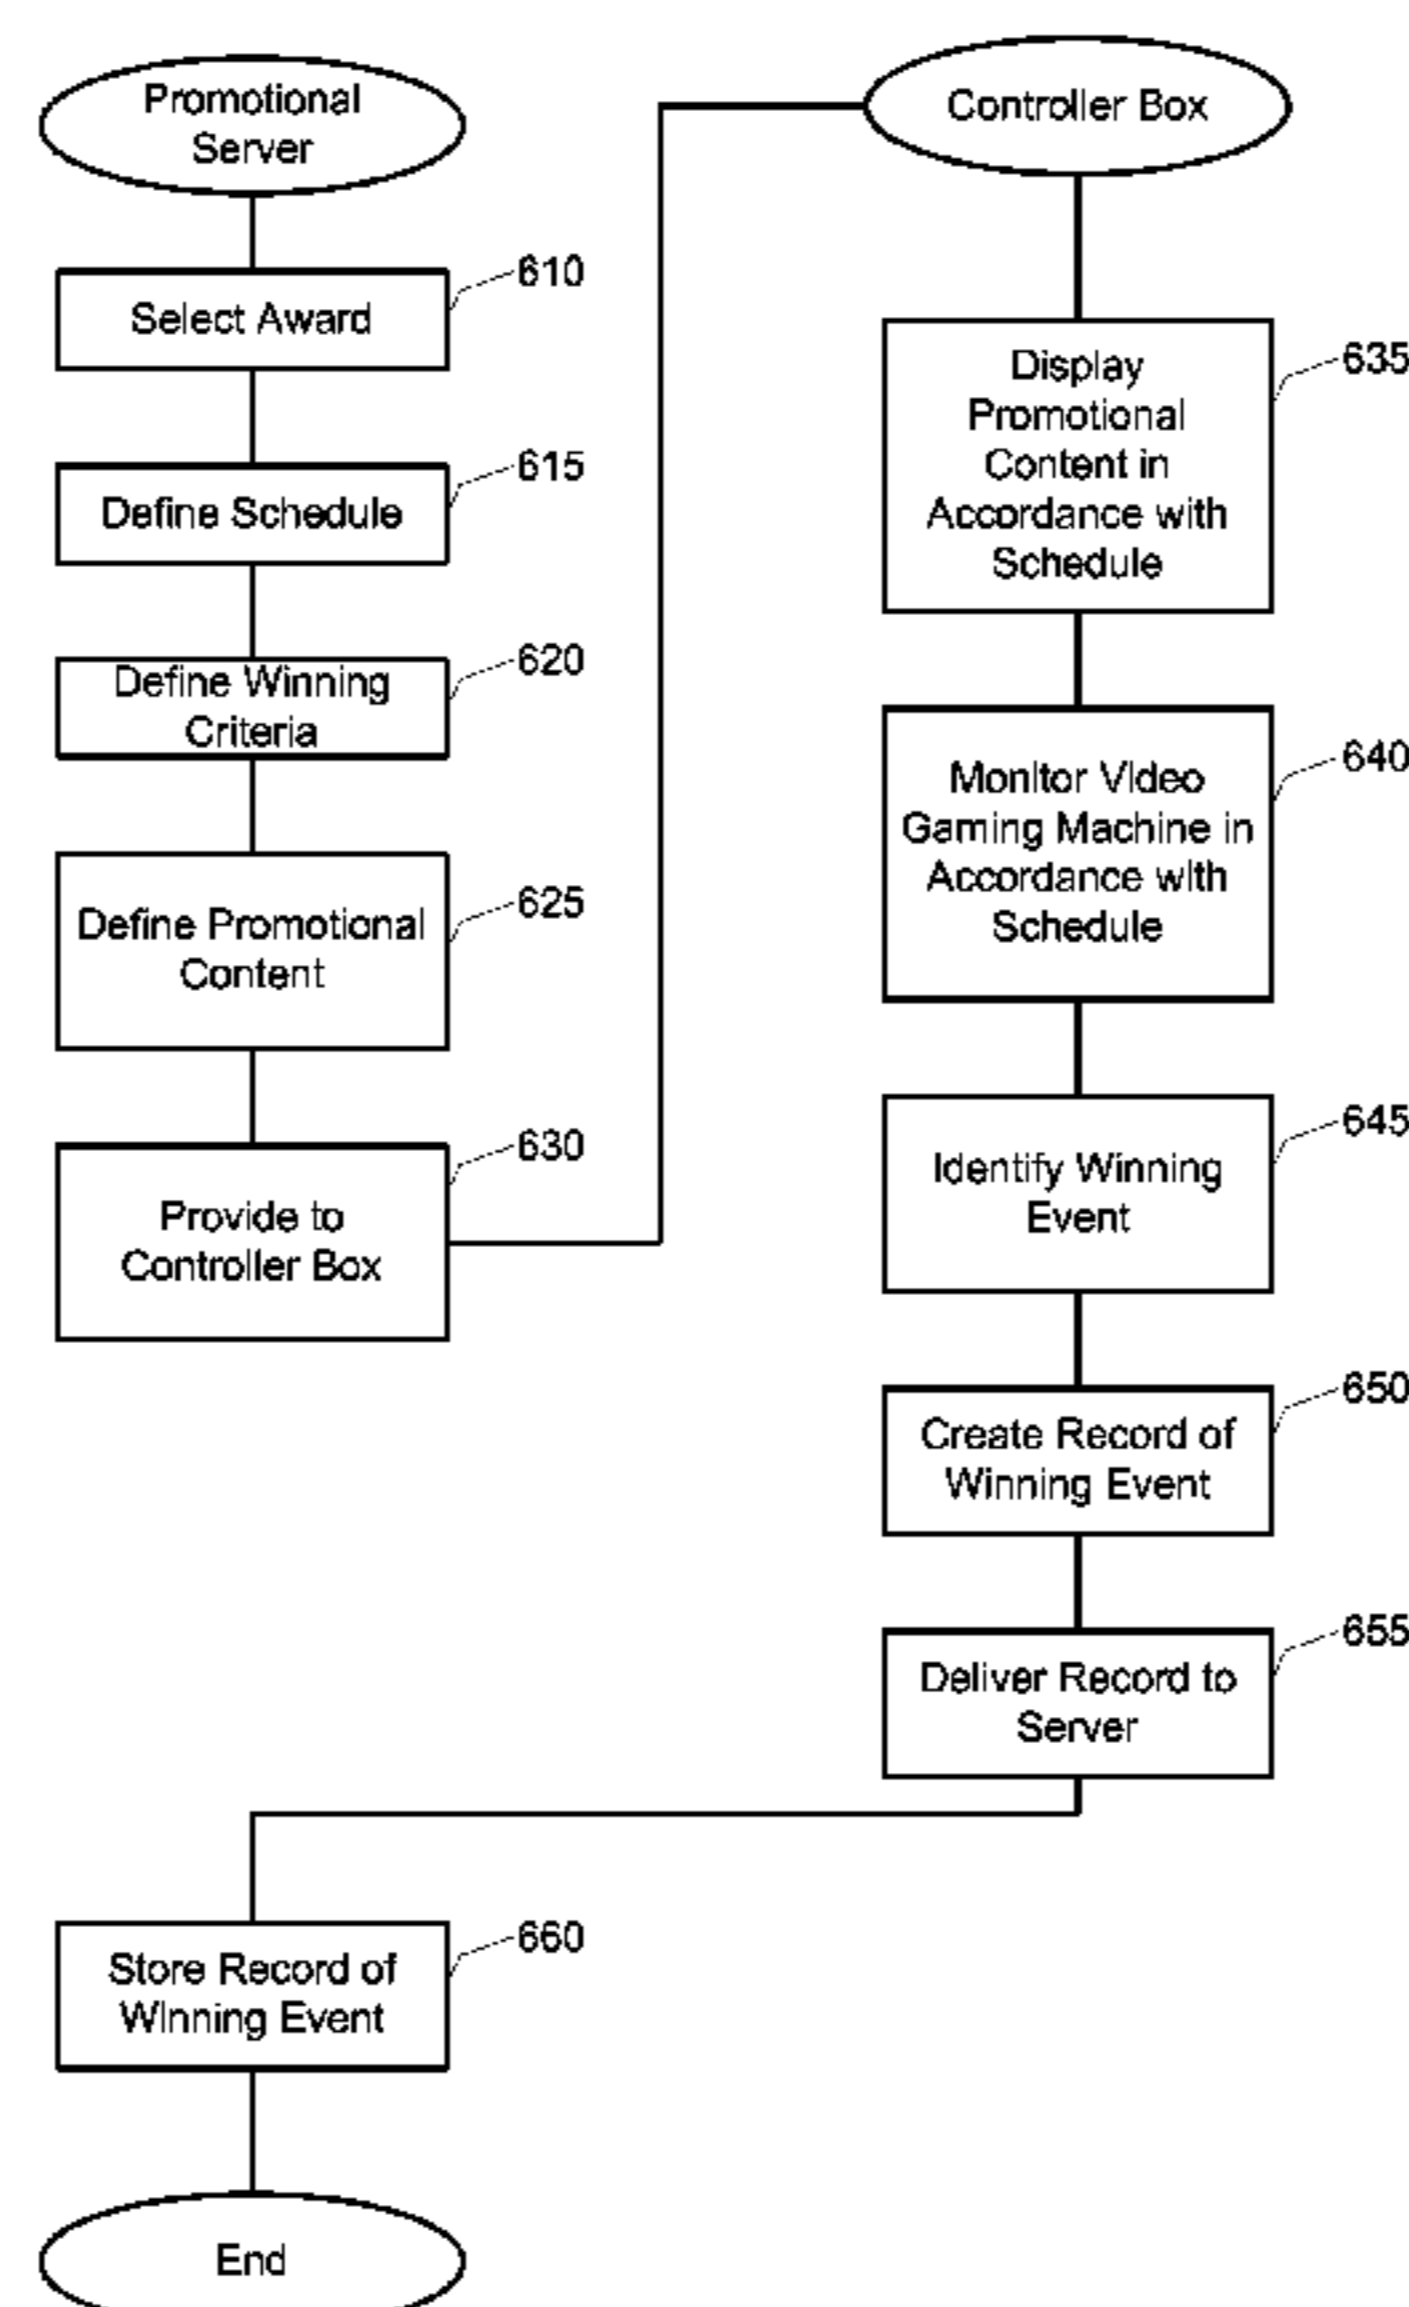 Promotional
Server
610
Select Award
615
Define Schedule
620
Define Winning
Criteria
625
Define Promotional
Content
630
Provide to
Controller Box
Controller Box
635
Display
Promotional
Content in
Accordance with
Schedule
640
Monitor Video
Gaming Machine in
Accordance with
Schedule
645
Identify Winning
Event
650
Create Record of
Winning Event
655
Deliver Record to
Server
660
Store Record of
Winning Event
End